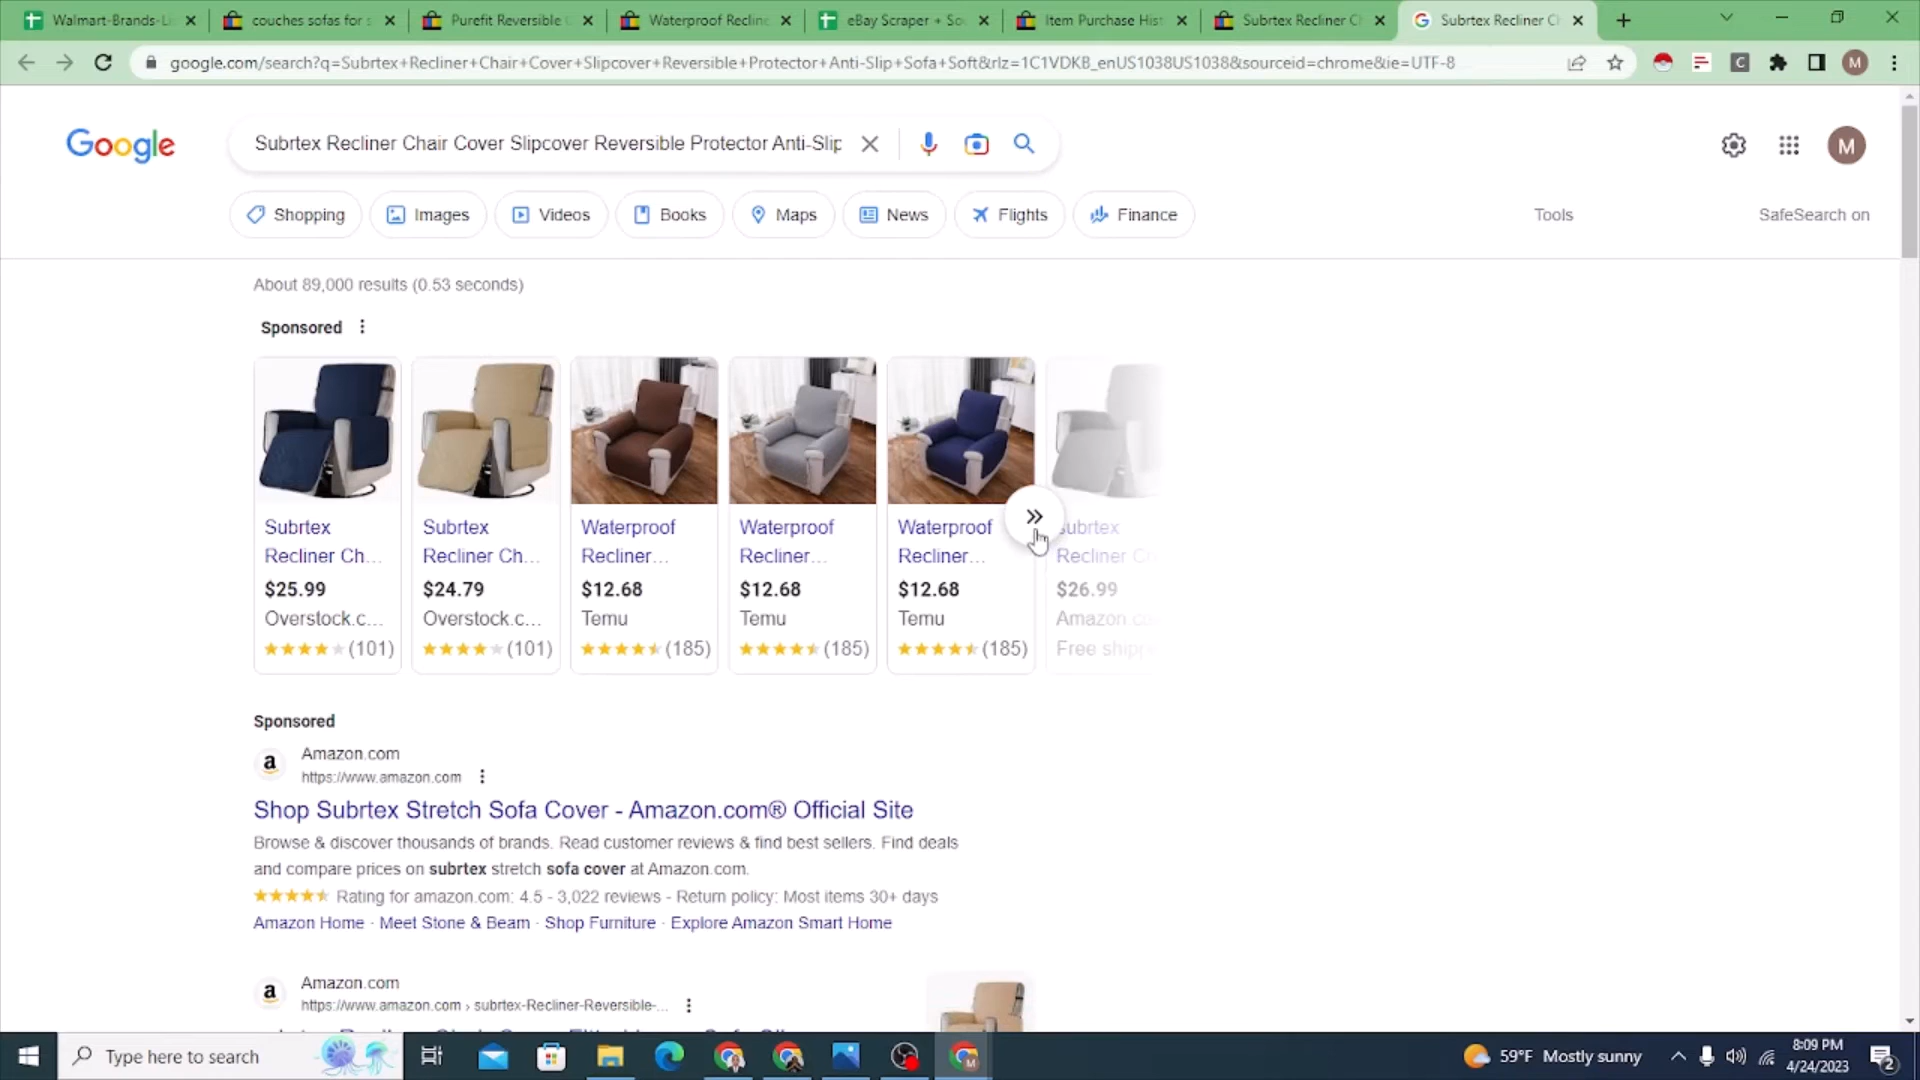 Walmart-Brands-Li
couches sofas for s
Purefit Reversible
Waterproof Recline
eBay Scraper + So
Item Purchase Hist
Subrtex Recliner C
Subrtex Recliner C
google.com/search?q=Subrtex+Recliner+Chair+Cover+Slipcover+Reversible+Protector+Anti-Slip+Sofa+Soft&rlz=1C1VDKB_enUS1038US1038&sourceid=chrome&ie=UTF-8
M
Google
Subrtex Recliner Chair Cover Slipcover Reversible Protector Anti-Slip
M
Shopping Images Videos Books Maps News Flights Finance Tools SafeSearch on
About 89,000 results (0.53 seconds)
Sponsored
Subrtex
Recliner Ch...
$25.99
Overstock.c...
(101)
Subrtex
Recliner Ch...
$24.79
Overstock.c...
(101)
Waterproof
Recliner...
$12.68
Temu
(185)
Waterproof
Recliner...
$12.68
Temu
(185)
Waterproof
Recliner...
$12.68
Temu
(185)
Subrtex
Recliner Ch
$26.99
Amazon.co
Free shipp
Sponsored
Amazon.com
https://www.amazon.com
Shop Subrtex Stretch Sofa Cover - Amazon.com® Official Site
Browse & discover thousands of brands. Read customer reviews & find best sellers. Find deals
and compare prices on subrtex stretch sofa cover at Amazon.com.
Rating for amazon.com: 4.5 - 3,022 reviews - Return policy: Most items 30+ days
Amazon Home · Meet Stone & Beam · Shop Furniture · Explore Amazon Smart Home
Amazon.com
https://www.amazon.com › subrtex-Recliner-Reversible-...
Type here to search
59°F Mostly sunny
8:09 PM
4/24/2023
2